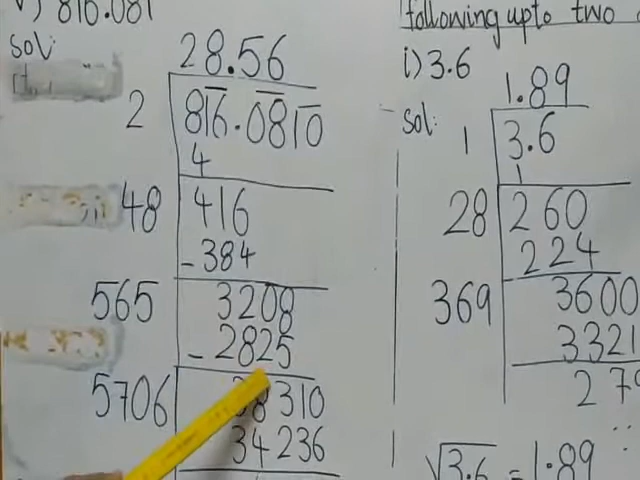 v) 816.081
Sol:
28.56
2 816.0810
4
48 416
-384
565 3208
-2825
5706 38310
34236
following upto two
i) 3.6
Sol:
1.89
1 3.6
1
28 260
224
369 3600
3321
279
√3.6 = 1.89